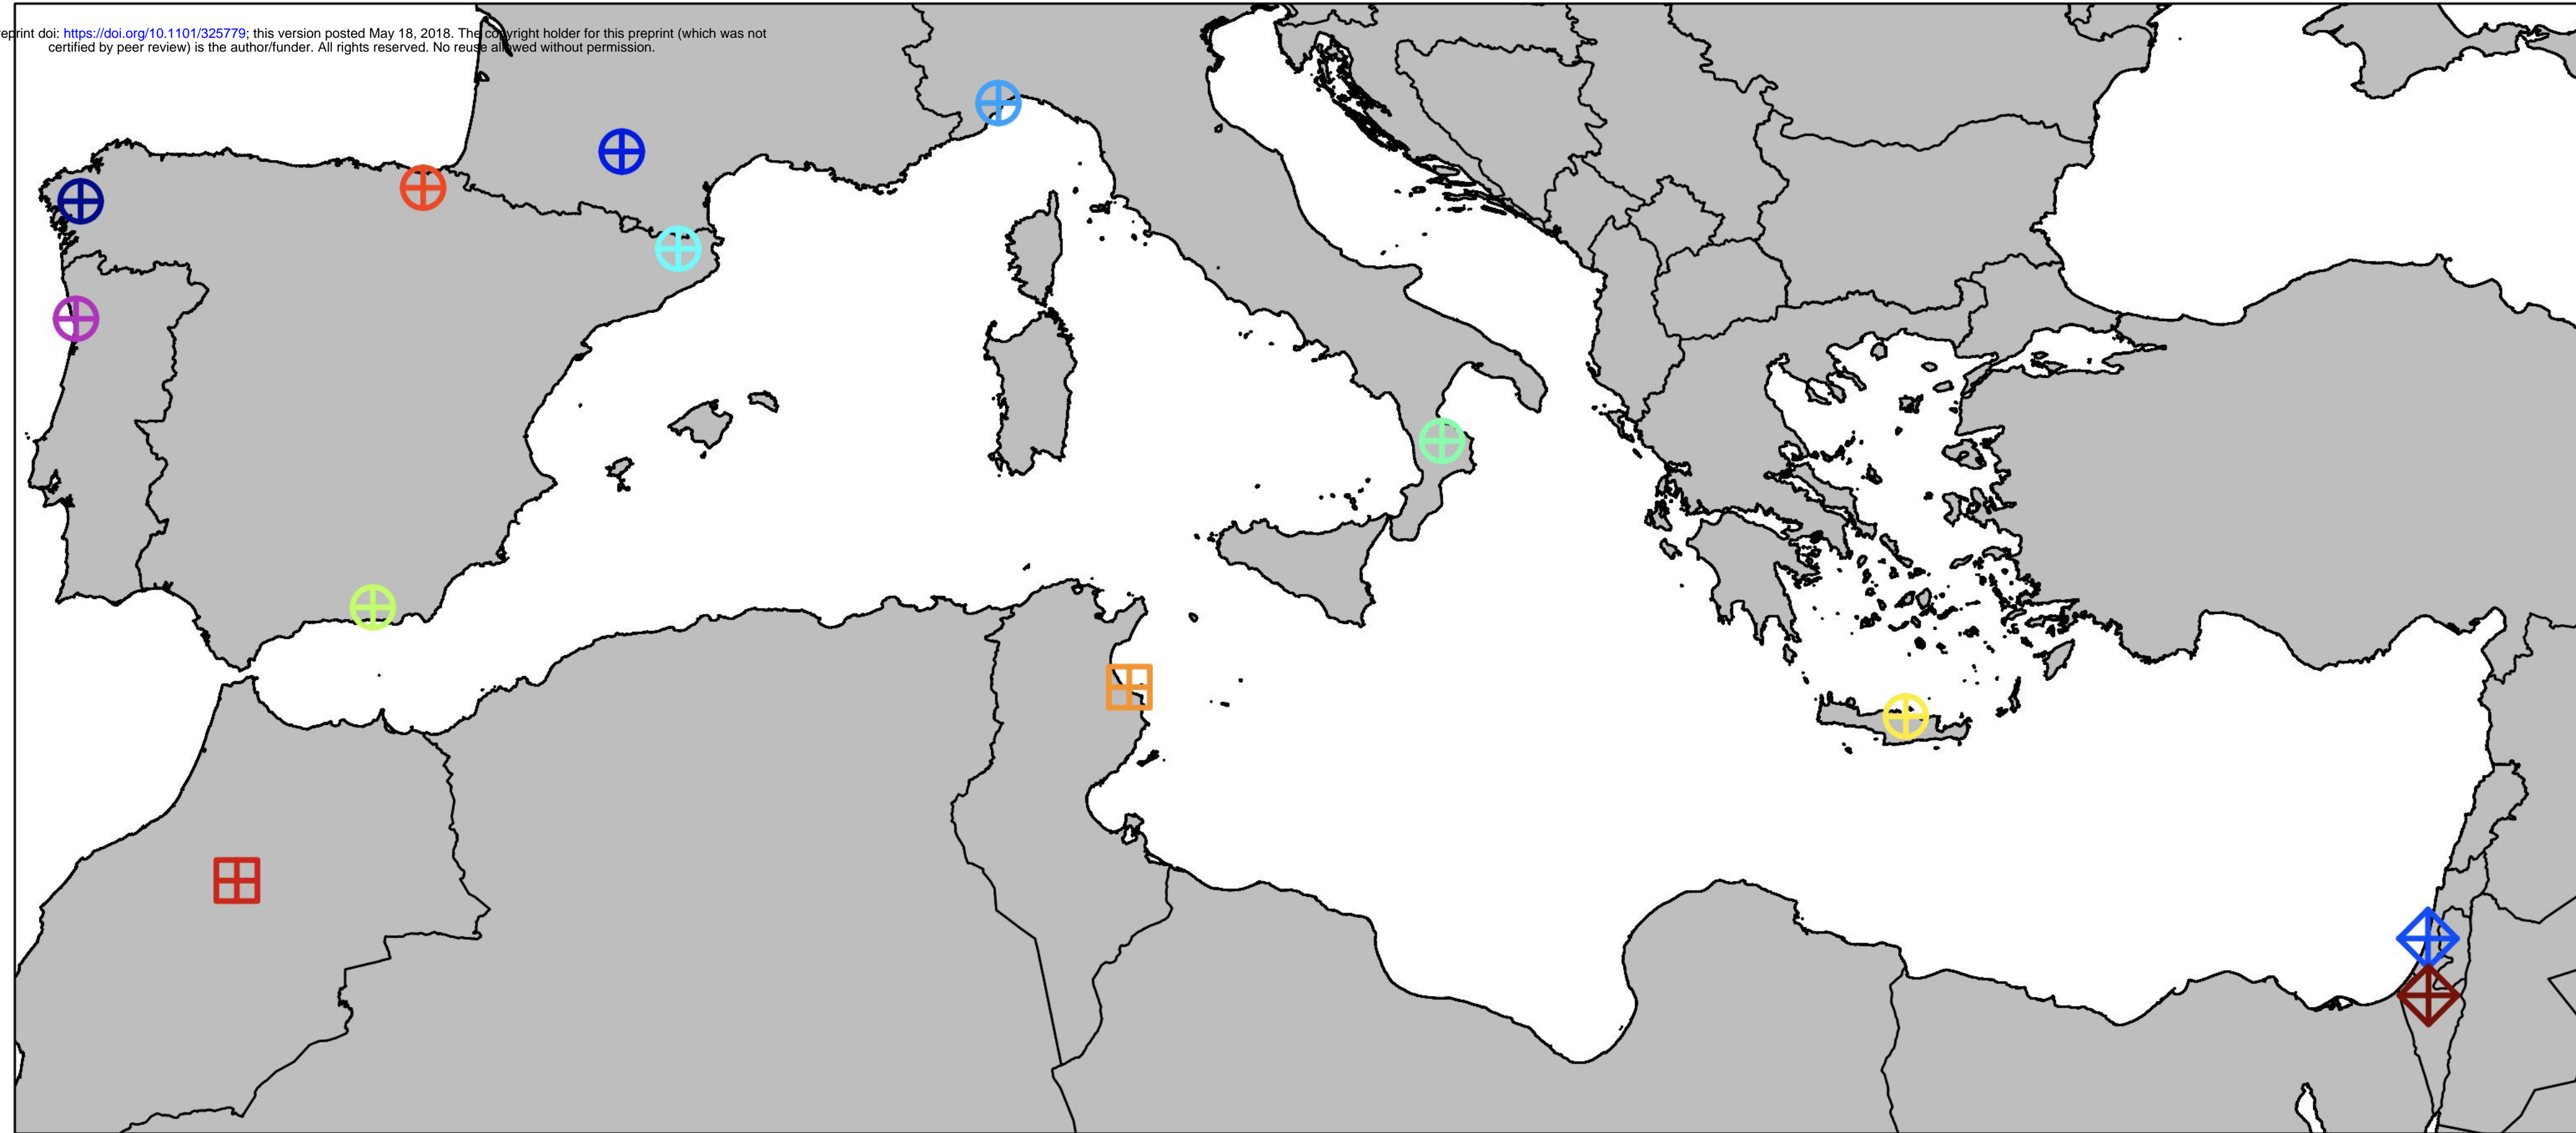 eprint doi: https://doi.org/10.1101/325779; this version posted May 18, 2018. The copyright holder for this preprint (which was not
certified by peer review) is the author/funder. All rights reserved. No reuse allowed without permission.